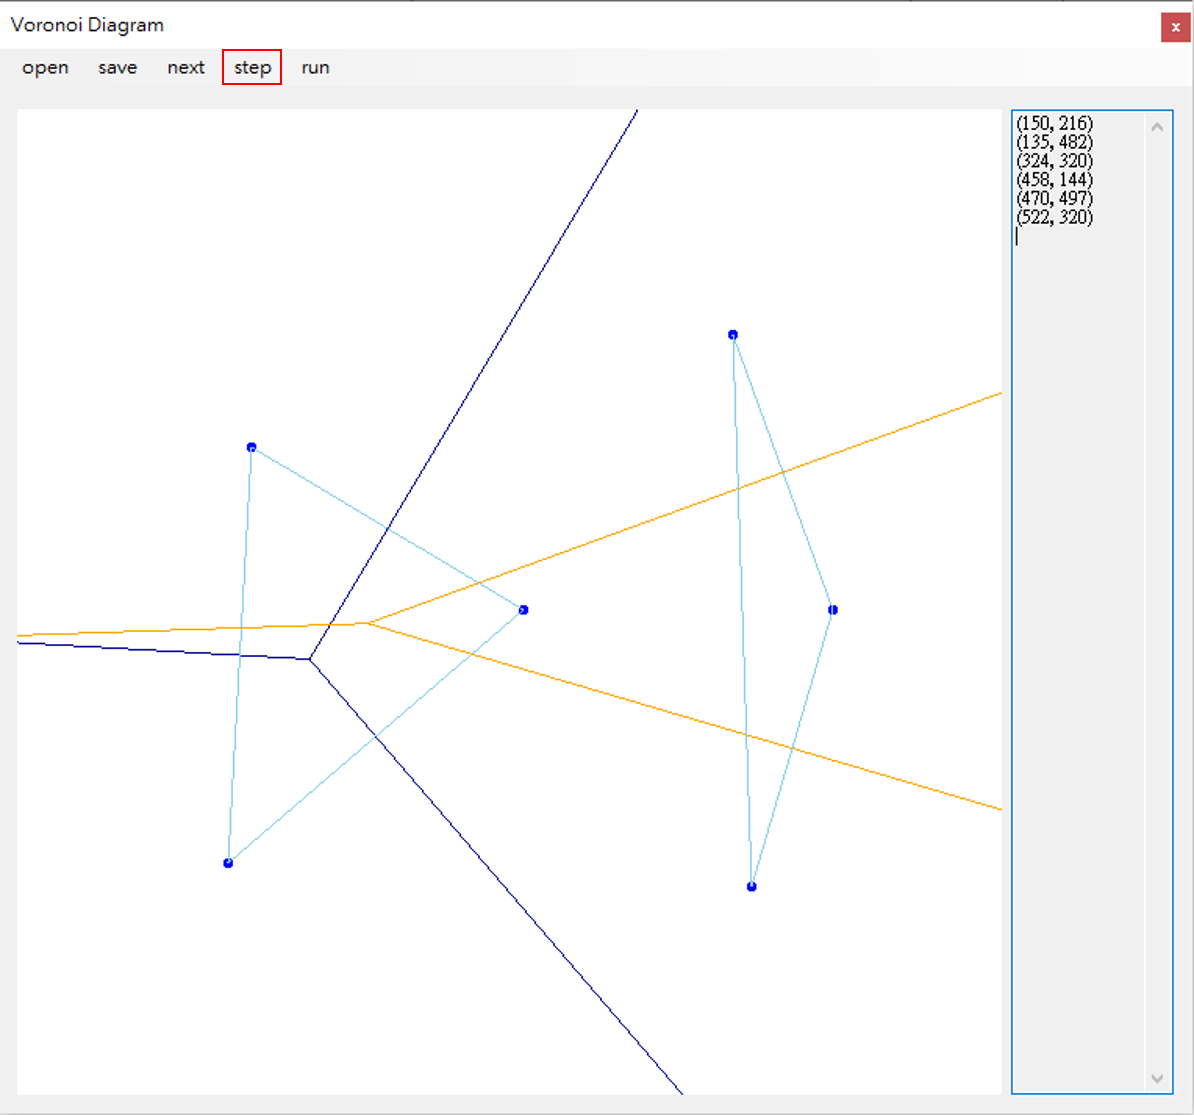 Voronoi Diagram
x
open save next step run
(150, 216)
(135, 482)
(324, 320)
(458, 144)
(470, 497)
(522, 320)